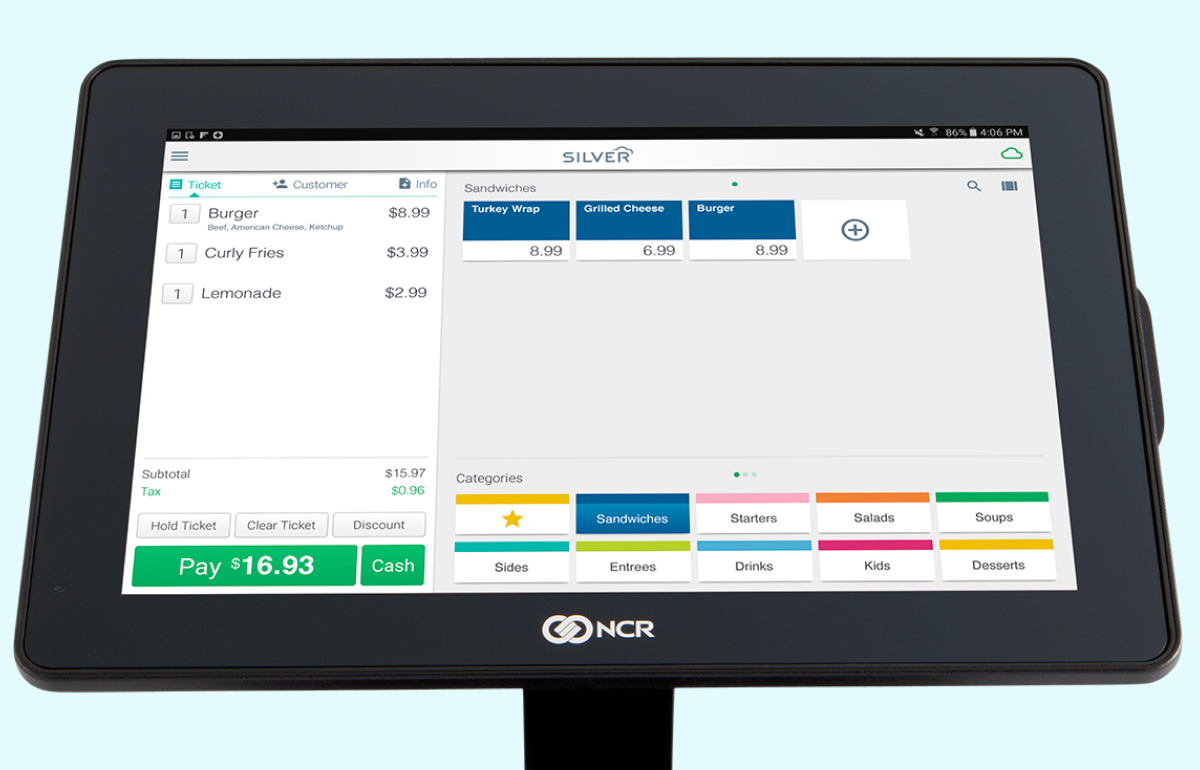 86% 4:06 PM
SILVER
Ticket Customer Info
1 Burger $8.99
Beef, American Cheese, Ketchup
1 Curly Fries $3.99
1 Lemonade $2.99
Subtotal $15.97
Tax $0.96
Hold Ticket Clear Ticket Discount
Pay $16.93 Cash
Sandwiches
Turkey Wrap Grilled Cheese Burger
8.99 6.99 8.99
Categories
Sandwiches Starters Salads Soups
Sides Entrees Drinks Kids Desserts
NCR